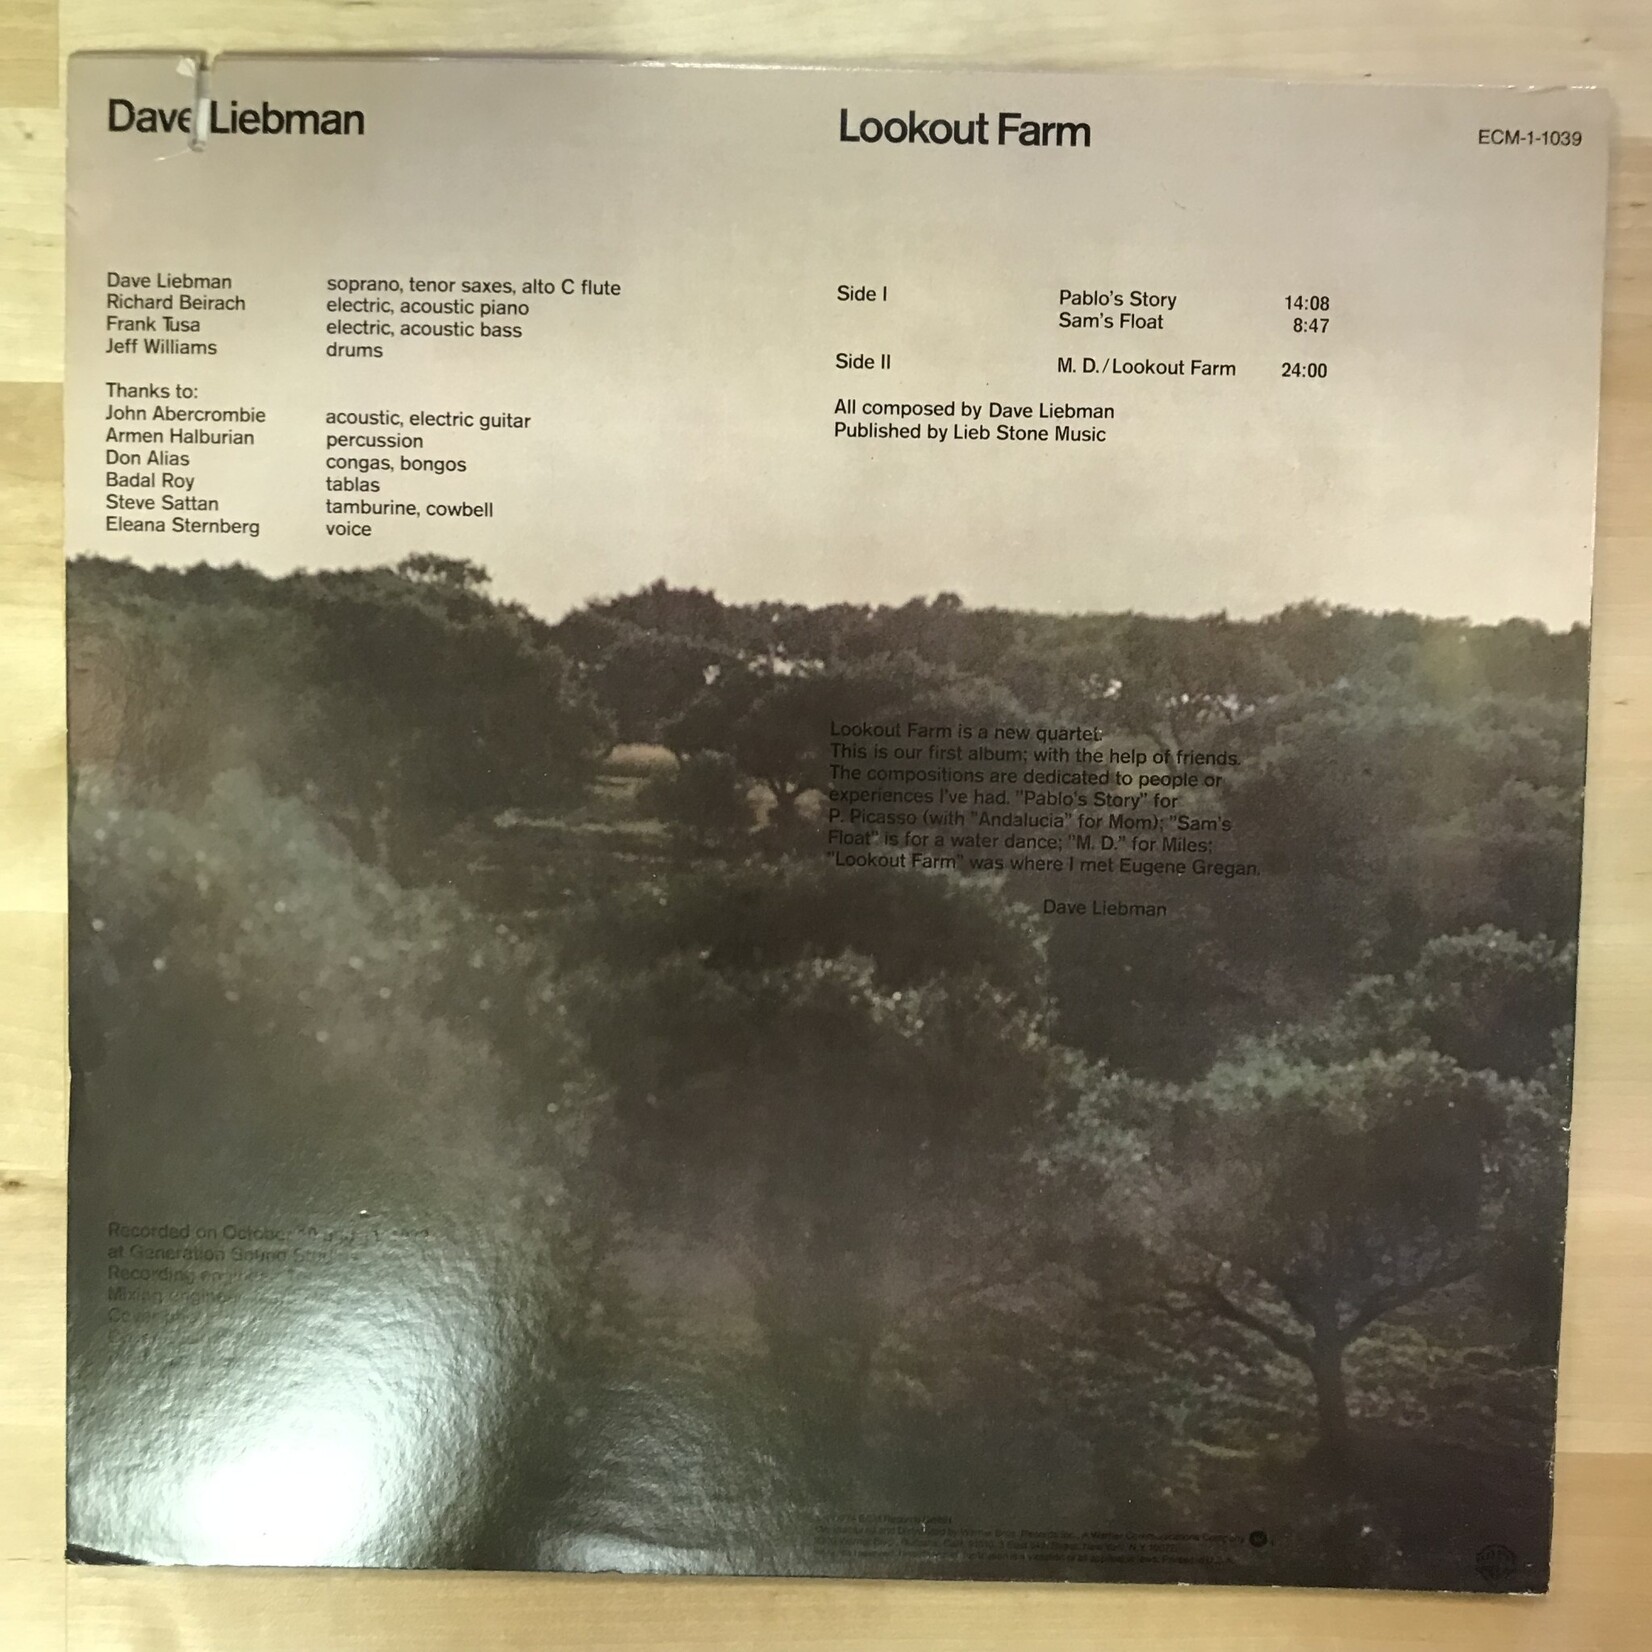 Dave Liebman
Lookout Farm
ECM-1-1039
Dave Liebman soprano, tenor saxes, alto C flute
Richard Beirach electric, acoustic piano
Frank Tusa electric, acoustic bass
Jeff Williams drums
Thanks to:
John Abercrombie acoustic, electric guitar
Armen Halburian percussion
Don Alias congas, bongos
Badal Roy tablas
Steve Sattan tamburine, cowbell
Eleana Sternberg voice
Side I Pablo's Story 14:08
Sam's Float 8:47
Side II M. D./Lookout Farm 24:00
All composed by Dave Liebman
Published by Lieb Stone Music
Lookout Farm is a new quartet:
This is our first album; with the help of friends.
The compositions are dedicated to people or
experiences I've had. "Pablo's Story" for
P. Picasso (with "Andalucia" for Mom); "Sam's
Float" is for a water dance; "M. D." for Miles;
"Lookout Farm" was where I met Eugene Gregan.
Dave Liebman
Recorded on October
at Generation Sound
Recording
Mixing